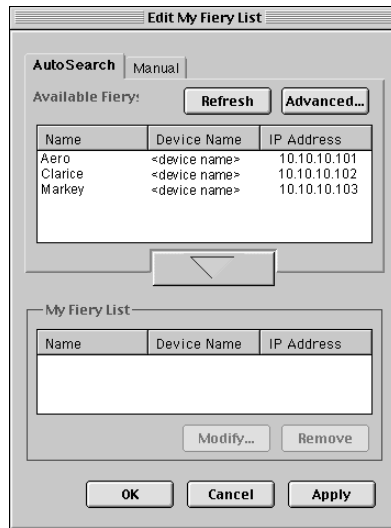 Edit My Fiery List
AutoSearch Manual
Available Fierys
Refresh Advanced...
Name Device Name IP Address
Aero <device name> 10.10.10.101
Clarice <device name> 10.10.10.102
Markey <device name> 10.10.10.103
My Fiery List
Name Device Name IP Address
Modify... Remove
OK Cancel Apply